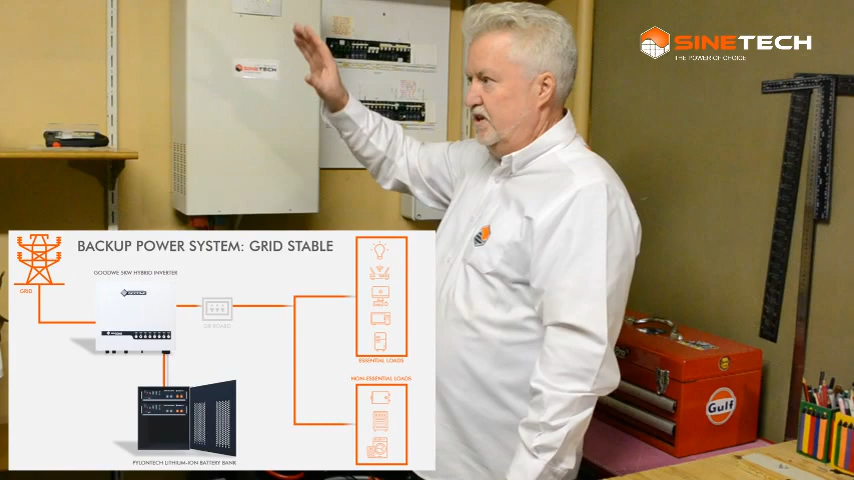 SINETECH
THE POWER OF CHOICE
SINETECH
BACKUP POWER SYSTEM: GRID STABLE
GOODWE 5KW HYBRID INVERTER
GRID
GOODWE
DB BOARD
ESSENTIAL LOADS
NON-ESSENTIAL LOADS
PYLONTECH LITHIUM-ION BATTERY BANK
Gulf